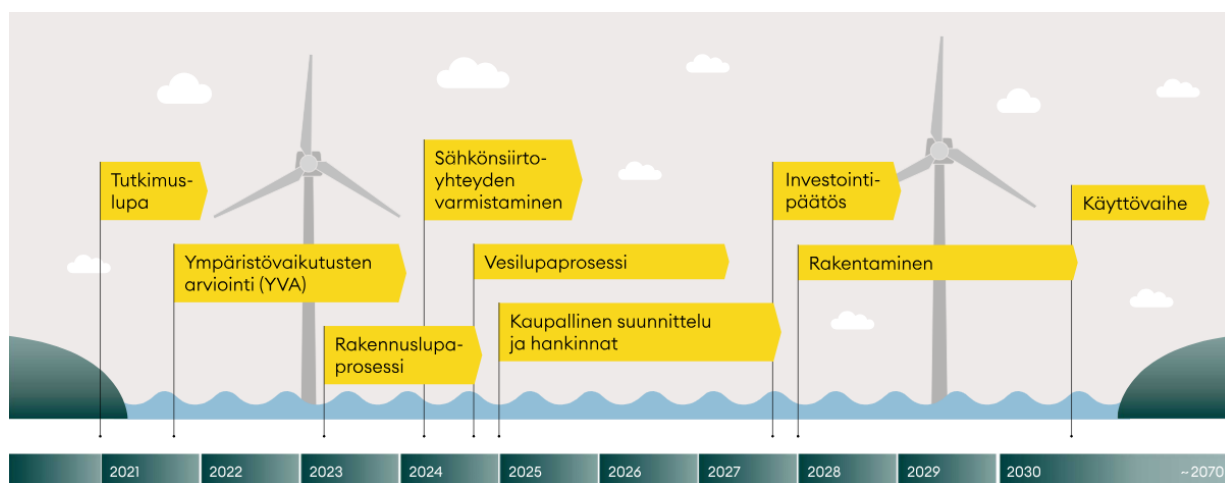 Tutkimus-
lupa
Ympäristövaikutusten
arviointi (YVA)
Rakennuslupa-
prosessi
Sähkönsiirto-
yhteyden
varmistaminen
Vesilupaprosessi
Kaupallinen suunnittelu
ja hankinnat
Investointi-
päätös
Rakentaminen
Käyttövaihe
2021
2022
2023
2024
2025
2026
2027
2028
2029
2030
~2070